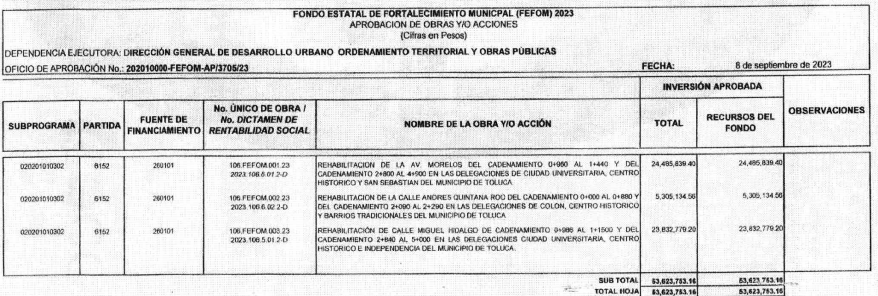 FONDO ESTATAL DE FORTALECIMIENTO MUNICPAL (FEFOM) 2023
APROBACION DE OBRAS Y/O ACCIONES
(Cifras en Pesos)
DEPENDENCIA EJECUTORA: DIRECCIÓN GENERAL DE DESARROLLO URBANO ORDENAMIENTO TERRITORIAL Y OBRAS PÚBLICAS
OFICIO DE APROBACIÓN No.: 202010000-FEFOM-AP/3705/23 FECHA: 8 de septiembre de 2023
INVERSIÓN APROBADA
SUBPROGRAMA PARTIDA FUENTE DE FINANCIAMIENTO No. ÚNICO DE OBRA / No. DICTAMEN DE RENTABILIDAD SOCIAL NOMBRE DE LA OBRA Y/O ACCIÓN TOTAL RECURSOS DEL FONDO OBSERVACIONES
020201010302 6152 260101 106.FEFOM.001.23 REHABILITACION DE LA AV. MORELOS DEL CADENAMIENTO 0+960 AL 1+440 Y DEL 24,485,839.40 24,485,839.40
2023.106.6.01.2-D CADENAMIENTO 2+800 AL 4+900 EN LAS DELEGACIONES DE CIUDAD UNIVERSITARIA, CENTRO
HISTORICO Y SAN SEBASTIAN DEL MUNICIPIO DE TOLUCA.
020201010302 6152 260101 106.FEFOM.002.23 REHABILITACION DE LA CALLE ANDRES QUINTANA ROO DEL CADENAMIENTO 0+000 AL 0+890 Y 5,305,134.56 5,305,134.56
2023.106.6.02.2-D DEL CADENAMIENTO 2+090 AL 2+290 EN LAS DELEGACIONES DE COLON, CENTRO HISTORICO
Y BARRIOS TRADICIONALES DEL MUNICIPIO DE TOLUCA
020201010302 6152 260101 106.FEFOM.003.23 REHABILITACIÓN DE CALLE MIGUEL HIDALGO DE CADENAMIENTO 0+986 AL 1+1500 Y DEL 23,832,779.20 23,832,779.20
2023.106.5.01.2-D CADENAMIENTO 2+840 AL 5+000 EN LAS DELEGACIONES CIUDAD UNIVERSITARIA, CENTRO
HISTORICO E INDEPENDENCIA DEL MUNICIPIO DE TOLUCA.
SUB TOTAL 53,623,753.16 53,623,753.16
TOTAL HOJA 53,623,753.16 53,623,753.16